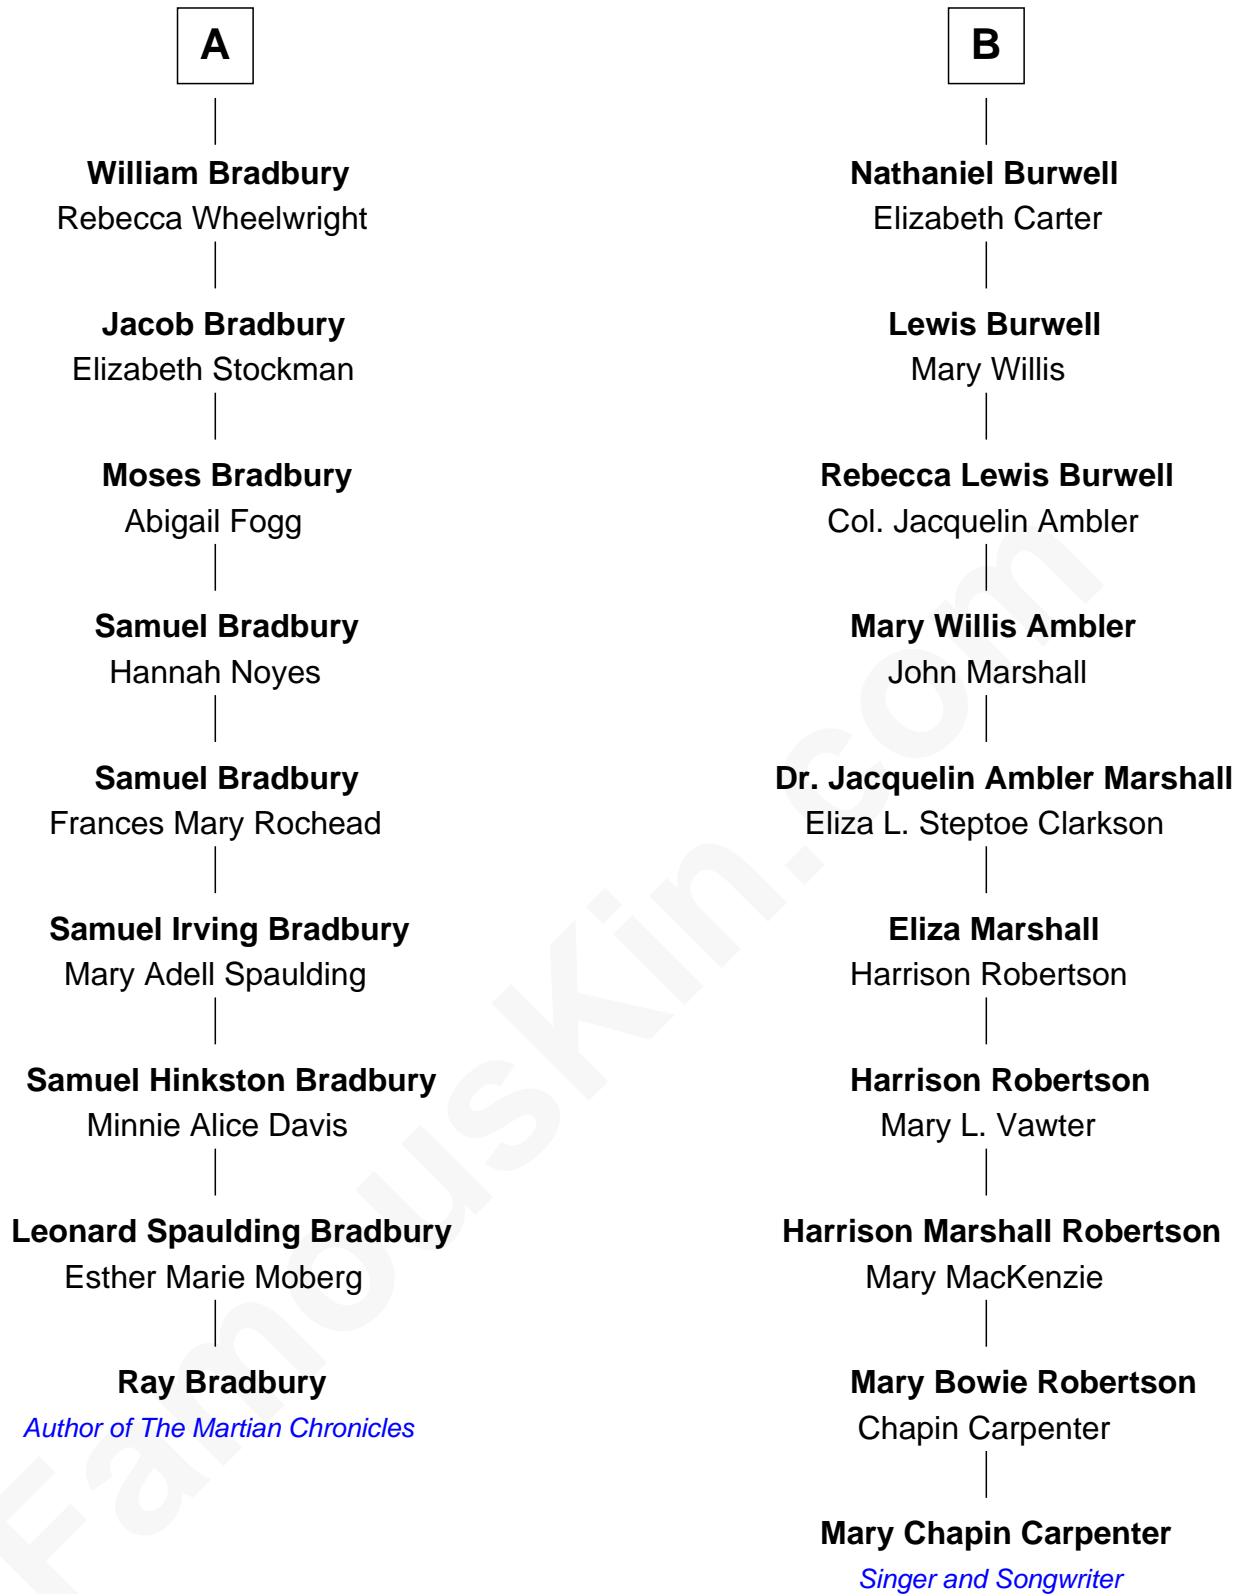 A
William Bradbury
Rebecca Wheelwright
Jacob Bradbury
Elizabeth Stockman
Moses Bradbury
Abigail Fogg
Samuel Bradbury
Hannah Noyes
Samuel Bradbury
Frances Mary Rochead
Samuel Irving Bradbury
Mary Adell Spaulding
Samuel Hinkston Bradbury
Minnie Alice Davis
Leonard Spaulding Bradbury
Esther Marie Moberg
Ray Bradbury
Author of The Martian Chronicles
B
Nathaniel Burwell
Elizabeth Carter
Lewis Burwell
Mary Willis
Rebecca Lewis Burwell
Col. Jacquelin Ambler
Mary Willis Ambler
John Marshall
Dr. Jacquelin Ambler Marshall
Eliza L. Steptoe Clarkson
Eliza Marshall
Harrison Robertson
Harrison Robertson
Mary L. Vawter
Harrison Marshall Robertson
Mary MacKenzie
Mary Bowie Robertson
Chapin Carpenter
Mary Chapin Carpenter
Singer and Songwriter
FamousKin.com